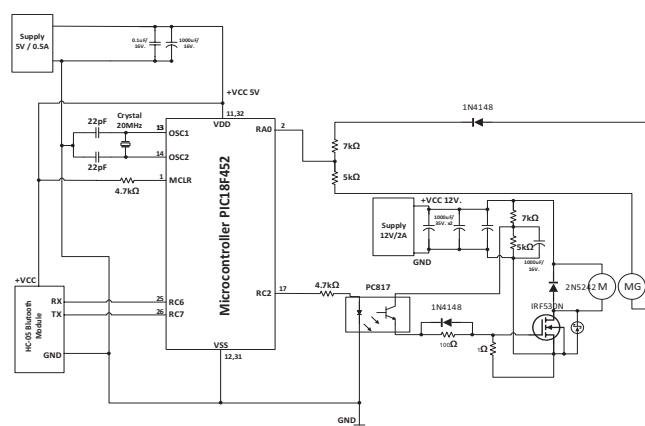 Supply
5V / 0.5A
0.1uF/
16V.
1000uF/
16V.
+VCC 5V
22pF
Crystal
20MHz
22pF
4.7kΩ
13
14
1
OSC1
OSC2
MCLR
11,32
VDD
RA0
2
Microcontroller PIC18F452
RC2
17
RC6
RC7
25
26
VSS
12,31
+VCC
HC-05 Blutooth
Module
RX
TX
GND
1N4148
7kΩ
5kΩ
Supply
12V/2A
+VCC 12V.
1000uF/
35V. x2
GND
7kΩ
5kΩ
1000uF/
16V.
4.7kΩ
PC817
1N4148
100Ω
2N5242
M
MG
IRF530N
GND